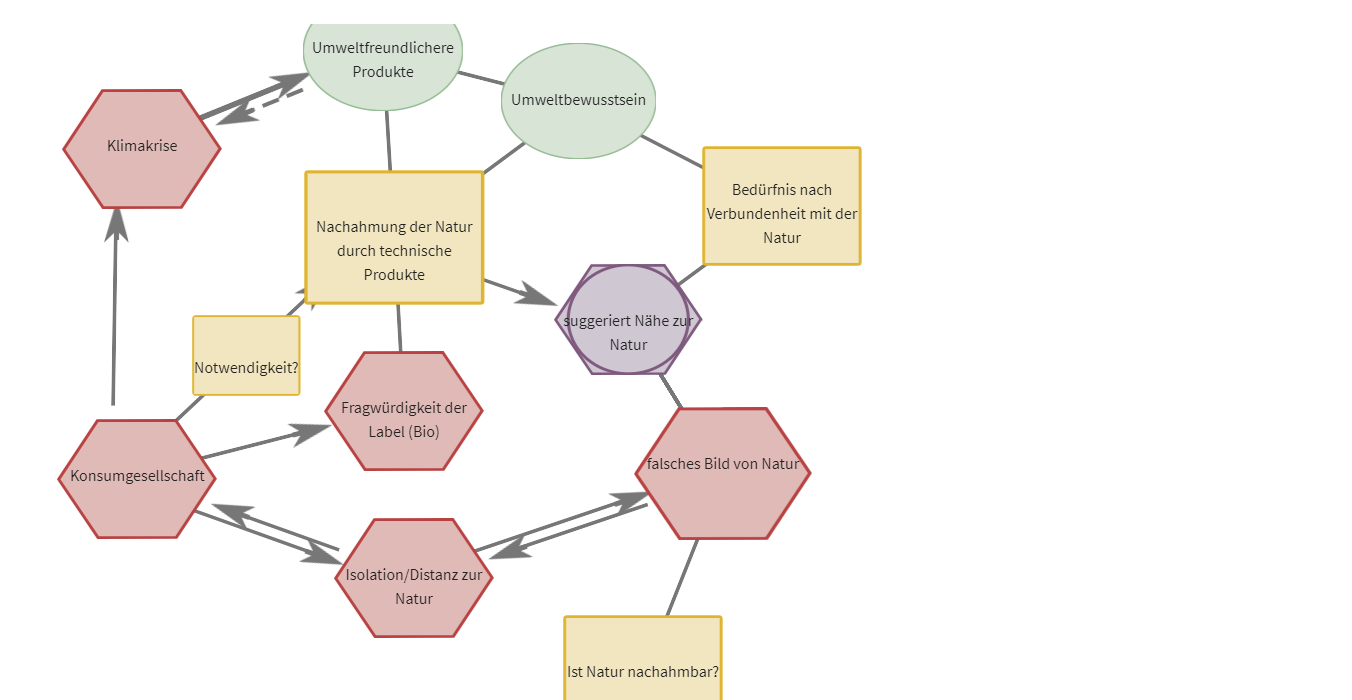 Umweltfreundlichere
Produkte
Umweltbewusstsein
Klimakrise
Bedürfnis nach
Verbundenheit mit der
Natur
Nachahmung der Natur
durch technische
Produkte
suggeriert Nähe zur
Natur
Notwendigkeit?
Fragwürdigkeit der
Label (Bio)
falsches Bild von Natur
Konsumgesellschaft
Isolation/Distanz zur
Natur
Ist Natur nachahmbar?